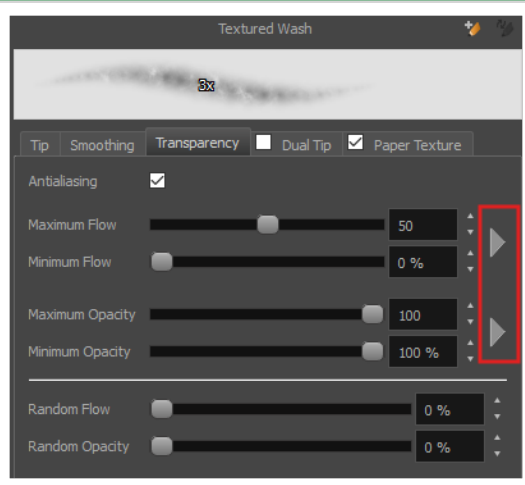 Textured Wash
3x
Tip Smoothing Transparency Dual Tip Paper Texture
Antialiasing
Maximum Flow 50
Minimum Flow 0 %
Maximum Opacity 100
Minimum Opacity 100 %
Random Flow 0 %
Random Opacity 0 %